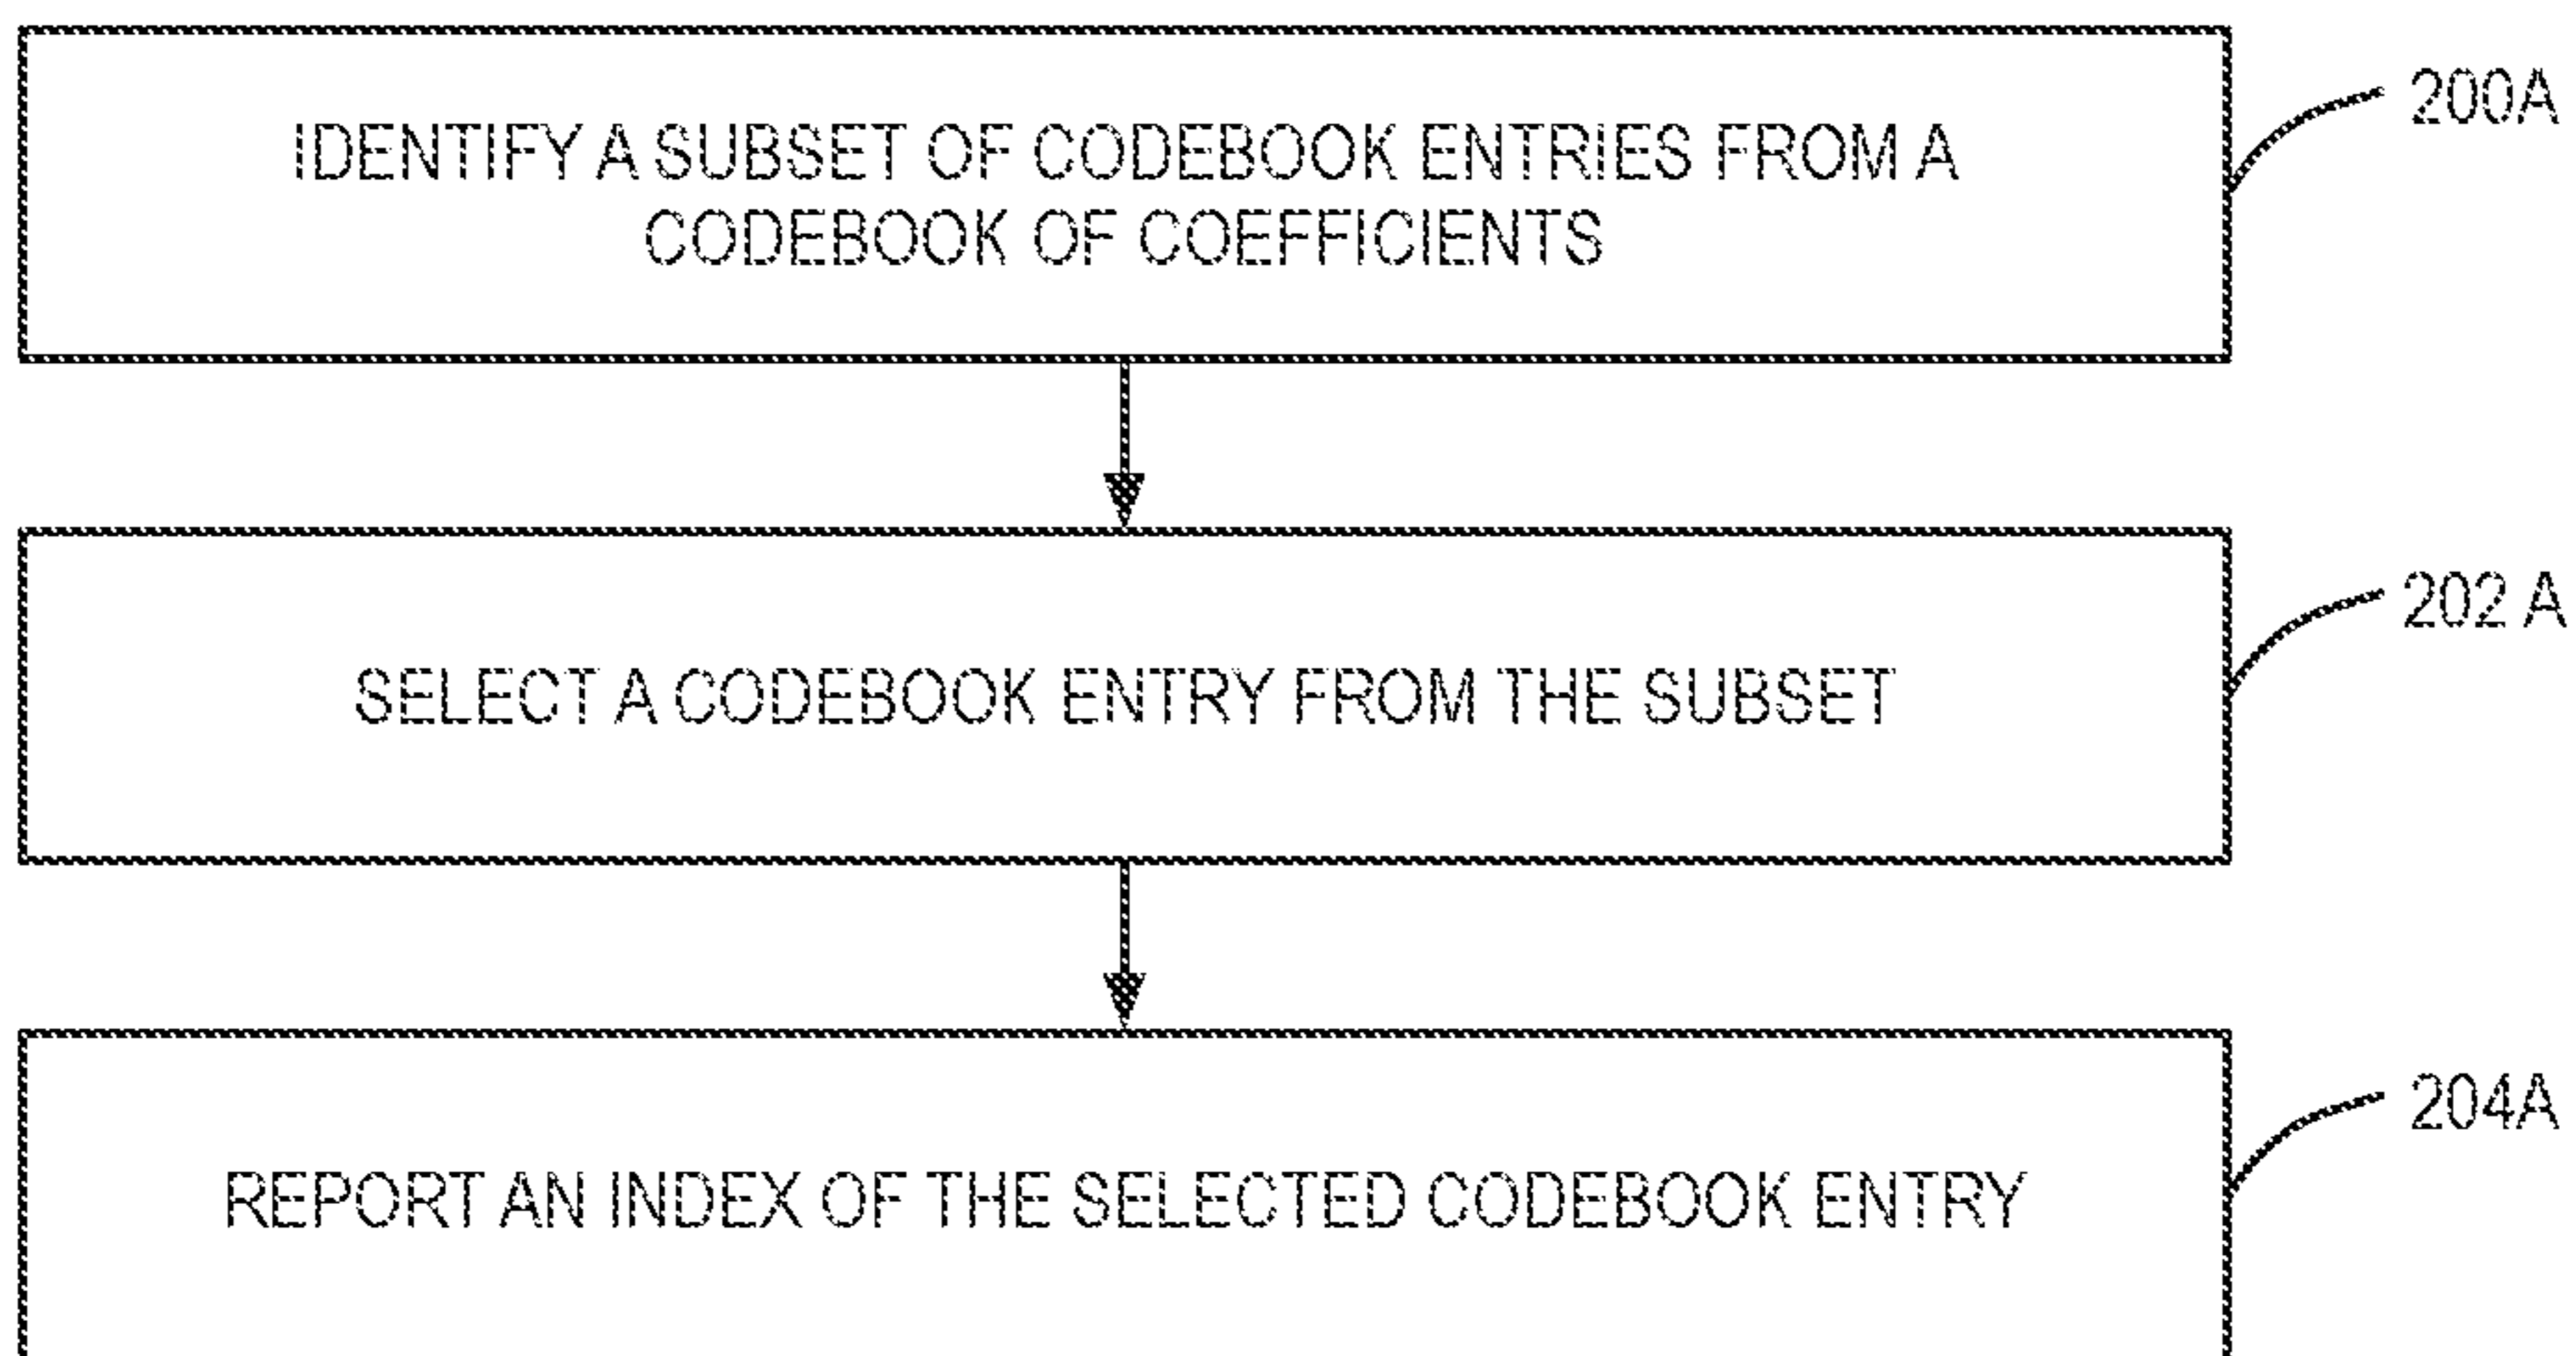 IDENTIFY A SUBSET OF CODEBOOK ENTRIES FROM A
CODEBOOK OF COEFFICIENTS
200A
SELECT A CODEBOOK ENTRY FROM THE SUBSET
202 A
REPORT AN INDEX OF THE SELECTED CODEBOOK ENTRY
204A